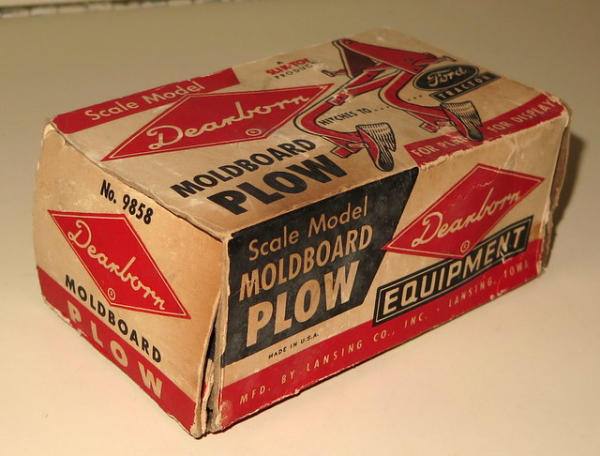 Scale Model
A
SLIK-TOY
PRODUCT
Dearborn
MOLDBOARD
PLOW
HITCHES TO....
Ford
TRACTOR
FOR PLAY FOR DISPLAY
No. 9858
Dearborn
MOLDBOARD
PLOW
Scale Model
MOLDBOARD
PLOW
MADE IN U.S.A.
Dearborn
EQUIPMENT
MFD. BY LANSING CO., INC. · LANSING, IOWA